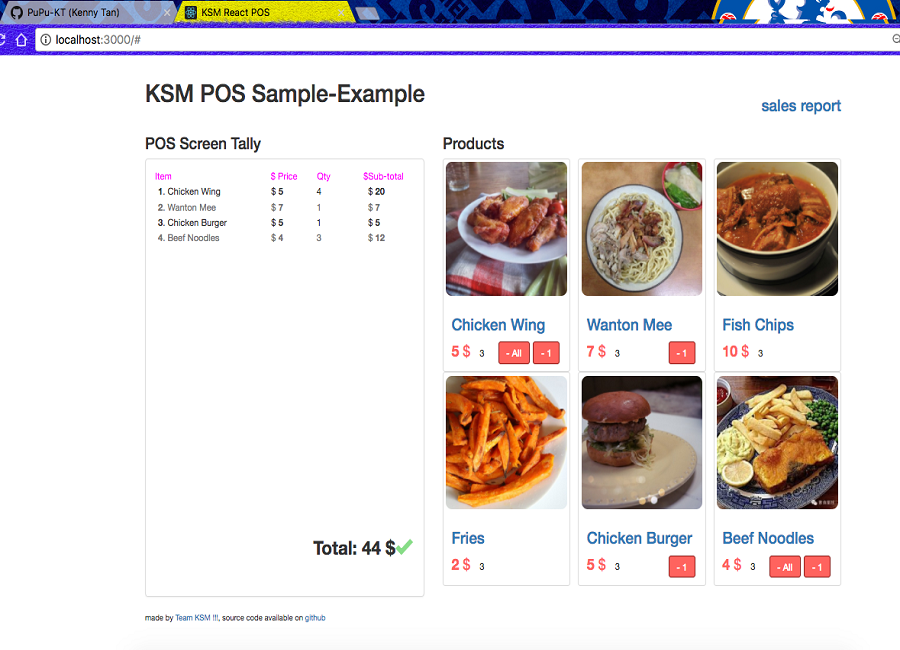 PuPu-KT (Kenny Tan)
KSM React POS
localhost:3000/#
KSM POS Sample-Example
sales report
POS Screen Tally
Item $ Price Qty $Sub-total
1. Chicken Wing $ 5 4 $ 20
2. Wanton Mee $ 7 1 $ 7
3. Chicken Burger $ 5 1 $ 5
4. Beef Noodles $ 4 3 $ 12
Total: 44 $
Products
Chicken Wing
5 $ 3 - All - 1
Wanton Mee
7 $ 3 - 1
Fish Chips
10 $ 3
Fries
2 $ 3
Chicken Burger
5 $ 3 - 1
Beef Noodles
4 $ 3 - All - 1
made by Team KSM !!!, source code available on github